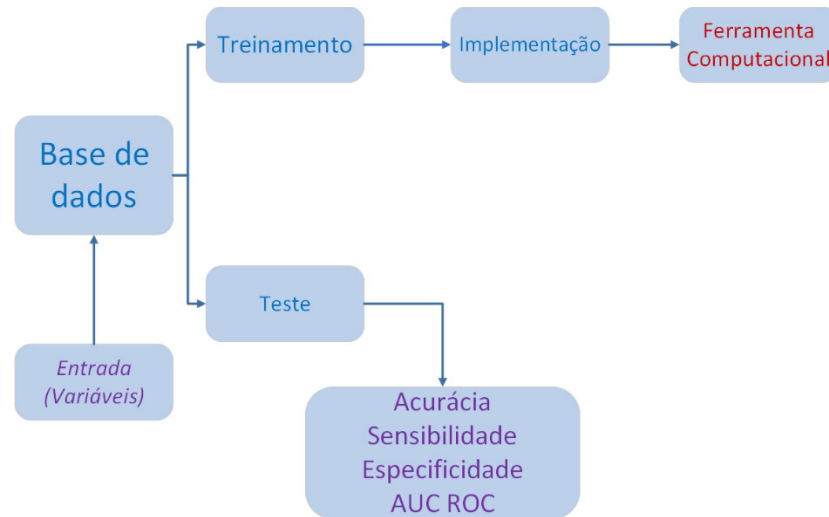 Treinamento
Implementação
Ferramenta
Computacional
Base de
dados
Teste
Entrada
(Variáveis)
Acurácia
Sensibilidade
Especificidade
AUC ROC